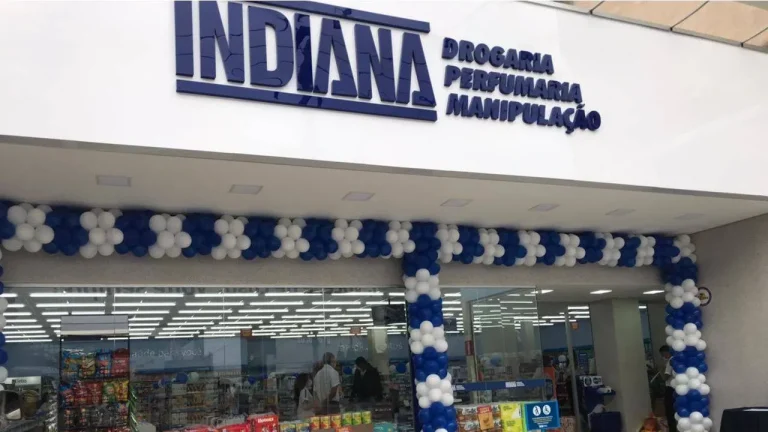 INDIANA
DROGARIA
PERFUMARIA
MANIPULAÇÃO